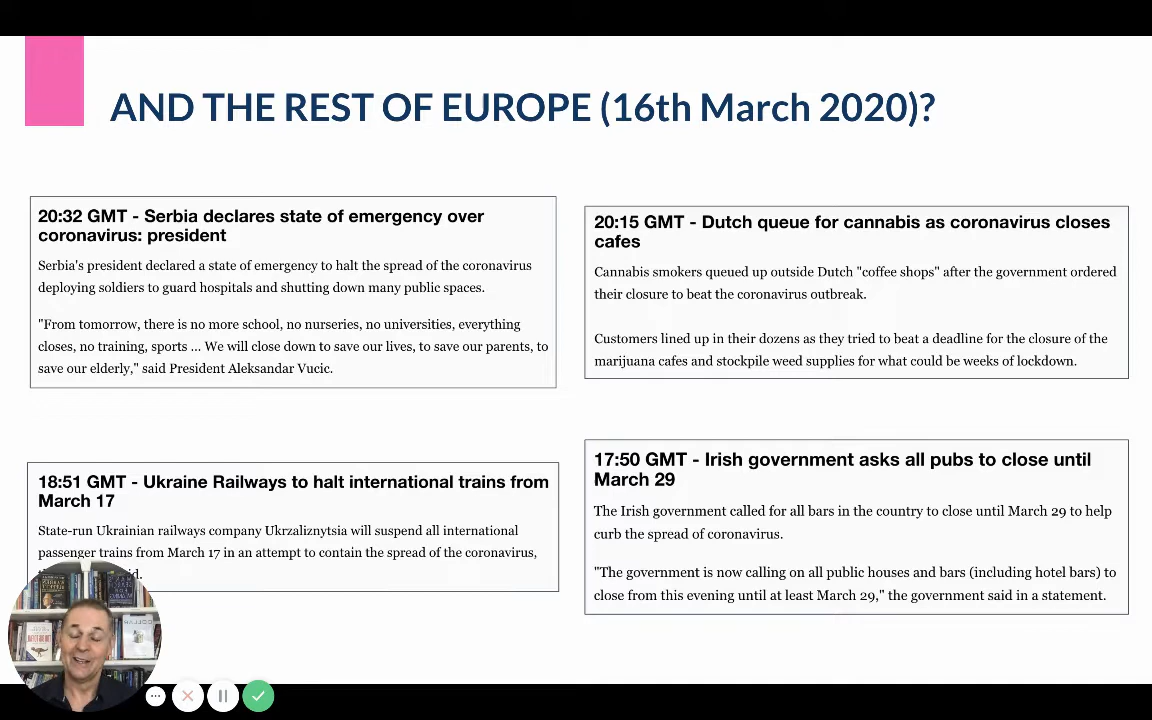 AND THE REST OF EUROPE (16th March 2020)?
20:32 GMT - Serbia declares state of emergency over
coronavirus: president
Serbia's president declared a state of emergency to halt the spread of the coronavirus
deploying soldiers to guard hospitals and shutting down many public spaces.
"From tomorrow, there is no more school, no nurseries, no universities, everything
closes, no training, sports ... We will close down to save our lives, to save our parents, to
save our elderly," said President Aleksandar Vucic.
20:15 GMT - Dutch queue for cannabis as coronavirus closes
cafes
Cannabis smokers queued up outside Dutch "coffee shops" after the government ordered
their closure to beat the coronavirus outbreak.
Customers lined up in their dozens as they tried to beat a deadline for the closure of the
marijuana cafes and stockpile weed supplies for what could be weeks of lockdown.
18:51 GMT - Ukraine Railways to halt international trains from
March 17
State-run Ukrainian railways company Ukrzaliznytsia will suspend all international
passenger trains from March 17 in an attempt to contain the spread of the coronavirus,
17:50 GMT - Irish government asks all pubs to close until
March 29
The Irish government called for all bars in the country to close until March 29 to help
curb the spread of coronavirus.
"The government is now calling on all public houses and bars (including hotel bars) to
close from this evening until at least March 29," the government said in a statement.